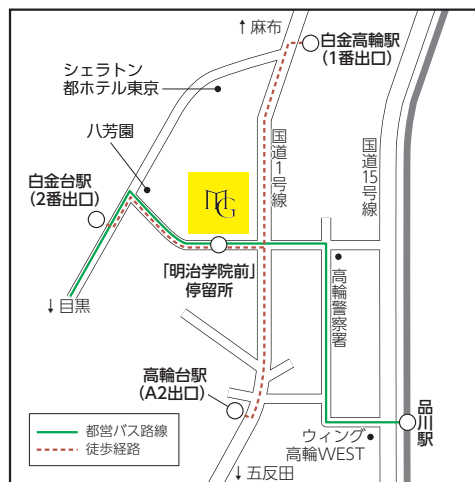 ↑麻布
白金高輪駅
(1番出口)
シェラトン
都ホテル東京
八芳園
国道1号線
国道15号線
白金台駅
(2番出口)
MG
「明治学院前」
停留所
↓目黒
高輪警察署
高輪台駅
(A2出口)
品川駅
都営バス路線
徒歩経路
ウィング
高輪WEST
↓五反田